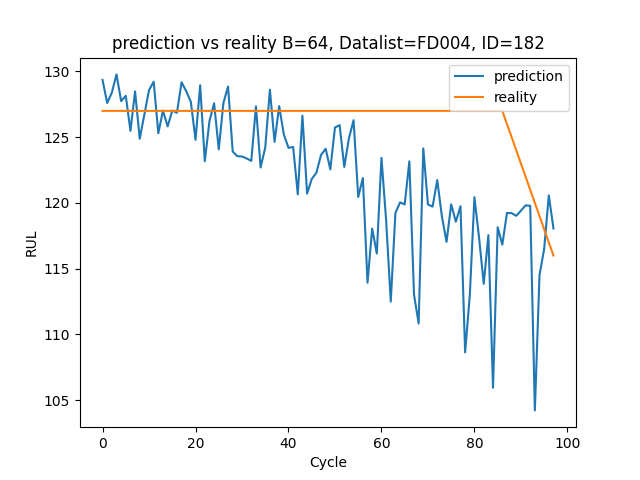 prediction vs reality B=64, Datalist=FD004, ID=182
prediction
reality
130
125
120
115
110
105
RUL
0 20 40 60 80 100
Cycle